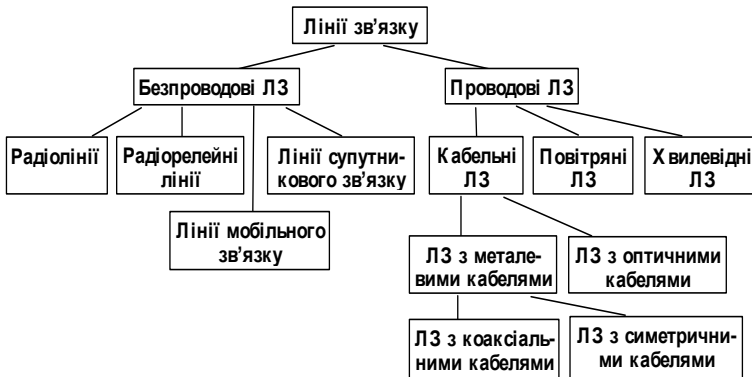 Лінії зв’язку
Безпроводові ЛЗ
Проводові ЛЗ
Радіолінії
Радіорелейні
лінії
Лінії супутни-
кового зв’язку
Кабельні
ЛЗ
Повітряні
ЛЗ
Хвилевідні
ЛЗ
Лінії мобільного
зв’язку
ЛЗ з метале-
вими кабелями
ЛЗ з оптичними
кабелями
ЛЗ з коаксіаль-
ними кабелями
ЛЗ з симетрични-
ми кабелями